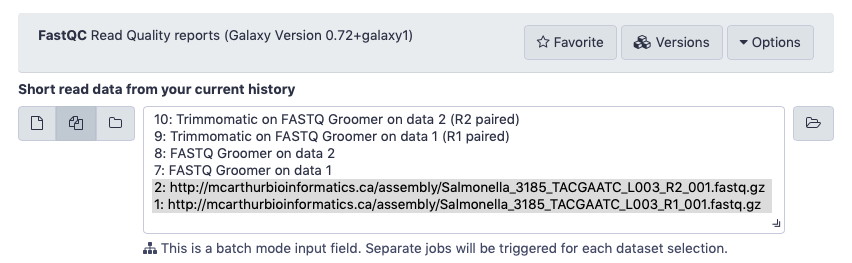 FastQC Read Quality reports (Galaxy Version 0.72+galaxy1)
Favorite
Versions
Options
Short read data from your current history
10: Trimmomatic on FASTQ Groomer on data 2 (R2 paired)
9: Trimmomatic on FASTQ Groomer on data 1 (R1 paired)
8: FASTQ Groomer on data 2
7: FASTQ Groomer on data 1
2: http://mcarthurbioinformatics.ca/assembly/Salmonella_3185_TACGAATC_L003_R2_001.fastq.gz
1: http://mcarthurbioinformatics.ca/assembly/Salmonella_3185_TACGAATC_L003_R1_001.fastq.gz
This is a batch mode input field. Separate jobs will be triggered for each dataset selection.